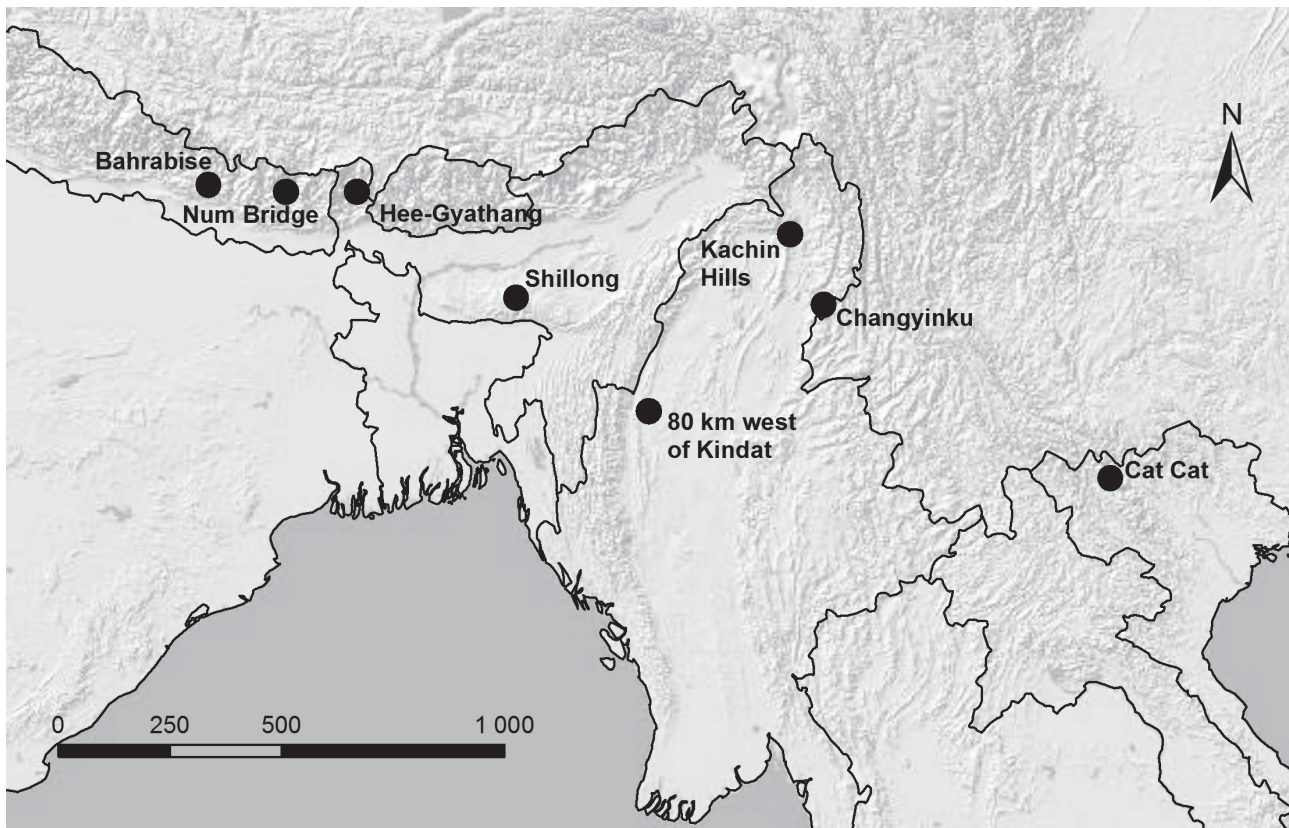 N
Bahrabise
Num Bridge
Hee-Gyathang
Kachin
Hills
Shillong
Changyinku
80 km west
of Kindat
Cat Cat
0 250 500 1 000